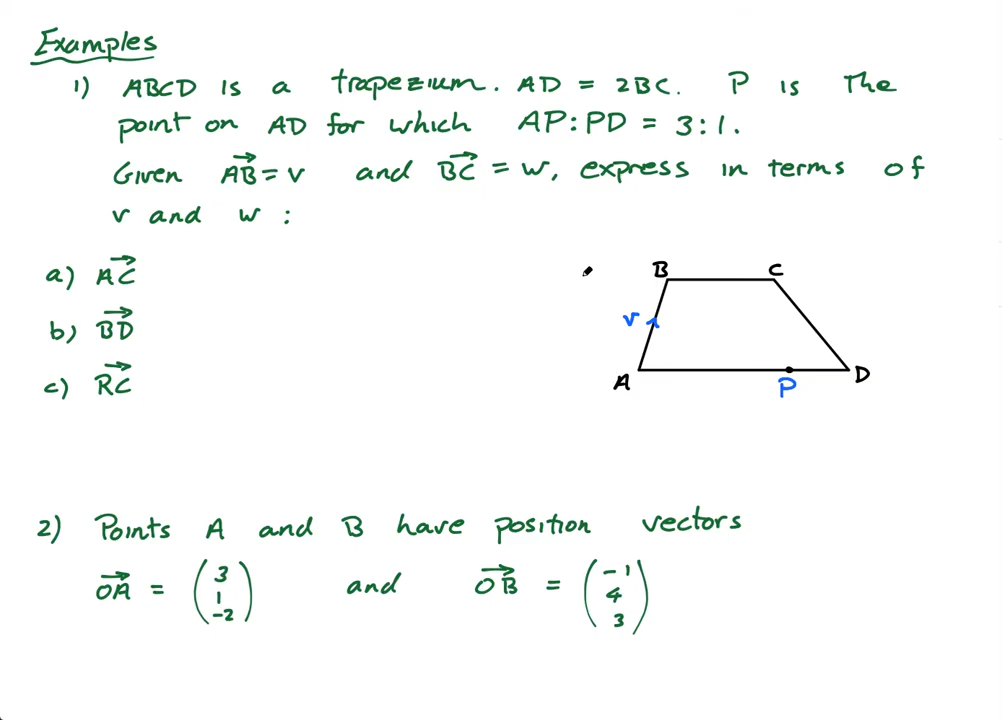 Examples
1) ABCD is a trapezium. AD = 2BC. P is the
point on AD for which AP:PD = 3:1.
Given AB→ = v and BC→ = w, express in terms of
v and w :
a) AC→
b) BD→
c) RC→
B C
v
A P D
2) Points A and B have position vectors
OA→ = (3 1 -2) and OB→ = (-1 4 3)